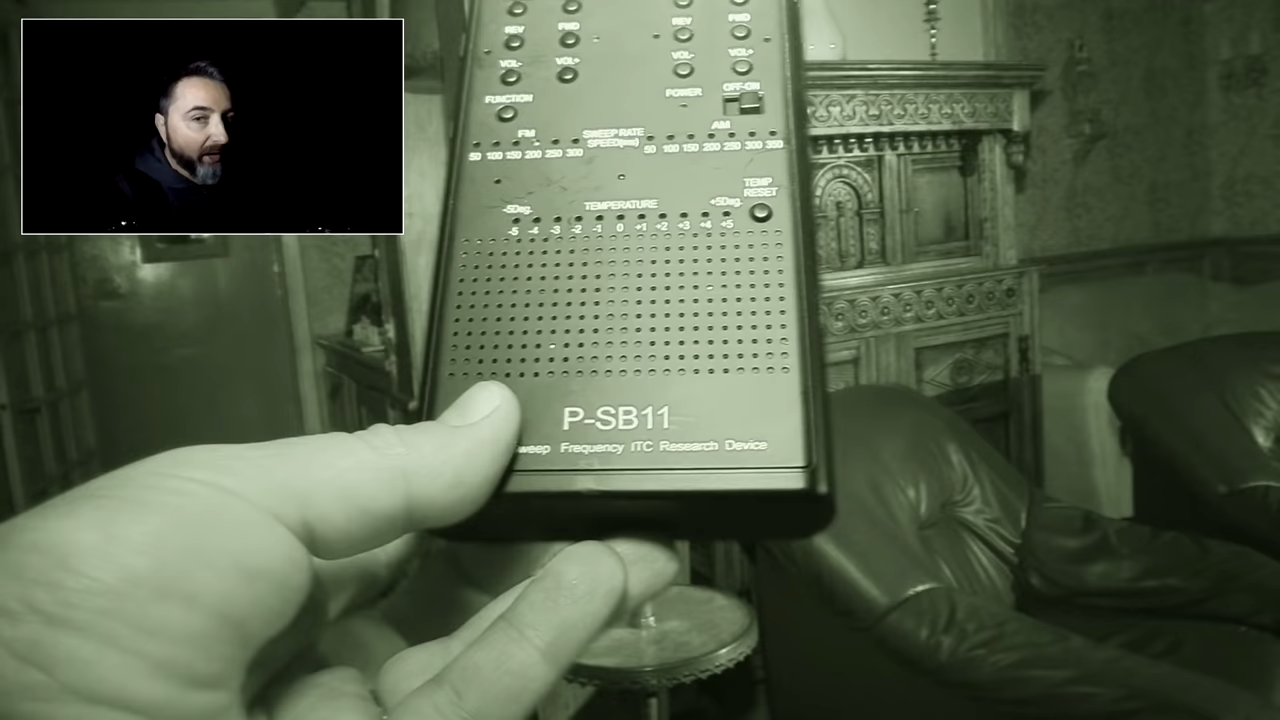 REV FWD REV FWD
VOL- VOL+ VOL- VOL+
FUNCTION POWER OFF-ON
FM SWEEP RATE AM
SPEED(ms)
50 100 150 200 250 300 50 100 150 200 250 300 350
TEMP
RESET
-5Deg. TEMPERATURE +5Deg.
-5 -4 -3 -2 -1 0 +1 +2 +3 +4 +5
P-SB11
weep Frequency ITC Research Device